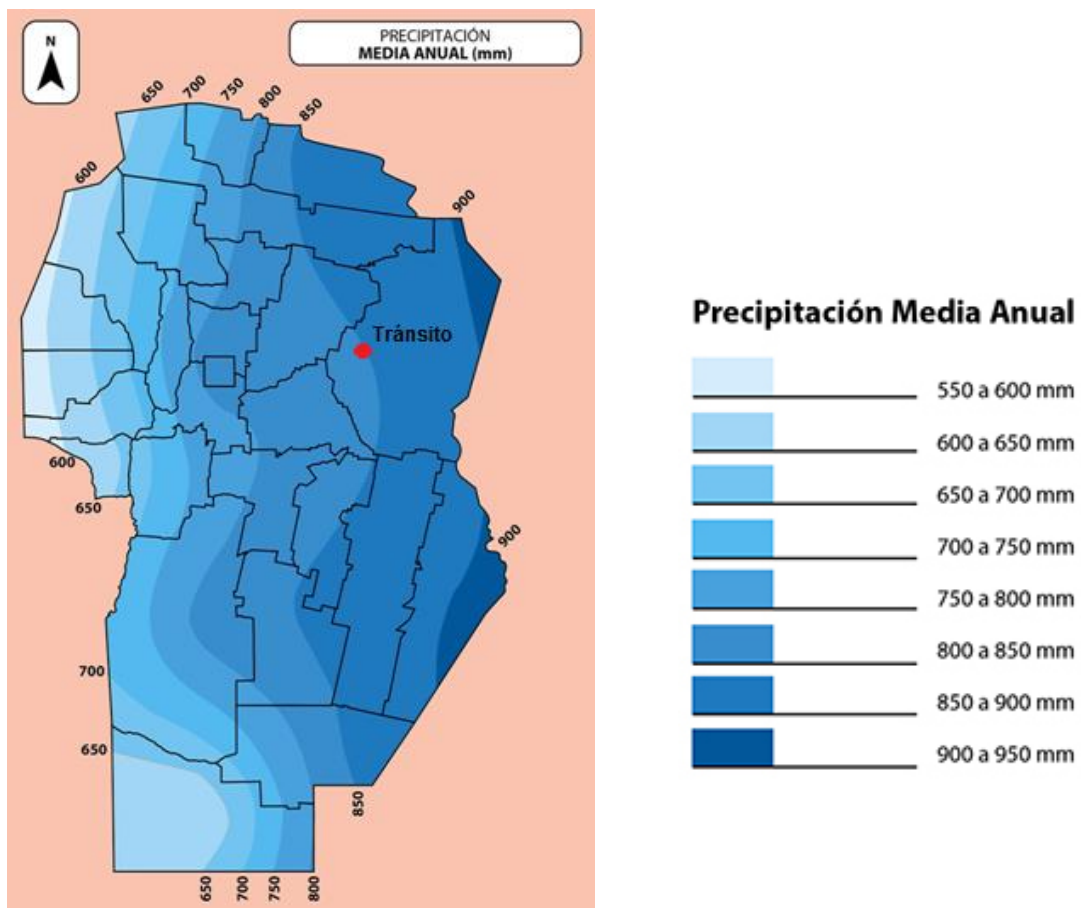 N
PRECIPITACIÓN
MEDIA ANUAL (mm)
650
700
750
800
850
600
900
Tránsito
600
650
900
700
650
850
650
700
750
800
Precipitación Media Anual
550 a 600 mm
600 a 650 mm
650 a 700 mm
700 a 750 mm
750 a 800 mm
800 a 850 mm
850 a 900 mm
900 a 950 mm